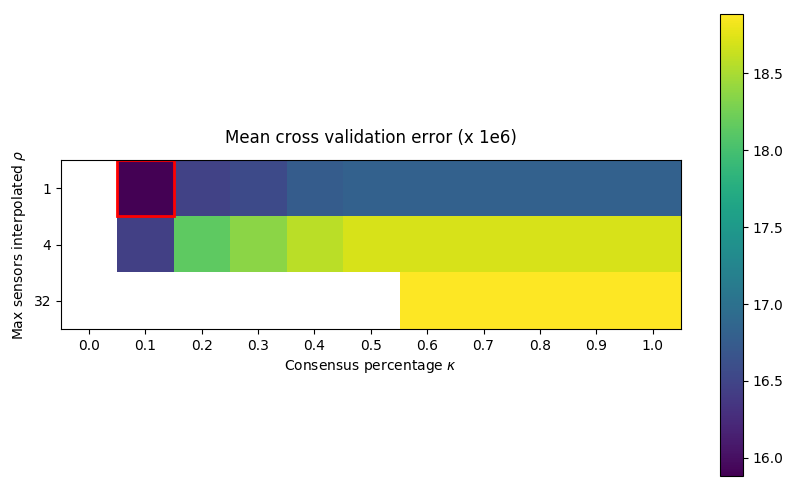 Mean cross validation error (x 1e6)
Max sensors interpolated ρ
1
4
32
0.0 0.1 0.2 0.3 0.4 0.5 0.6 0.7 0.8 0.9 1.0
Consensus percentage κ
18.5
18.0
17.5
17.0
16.5
16.0